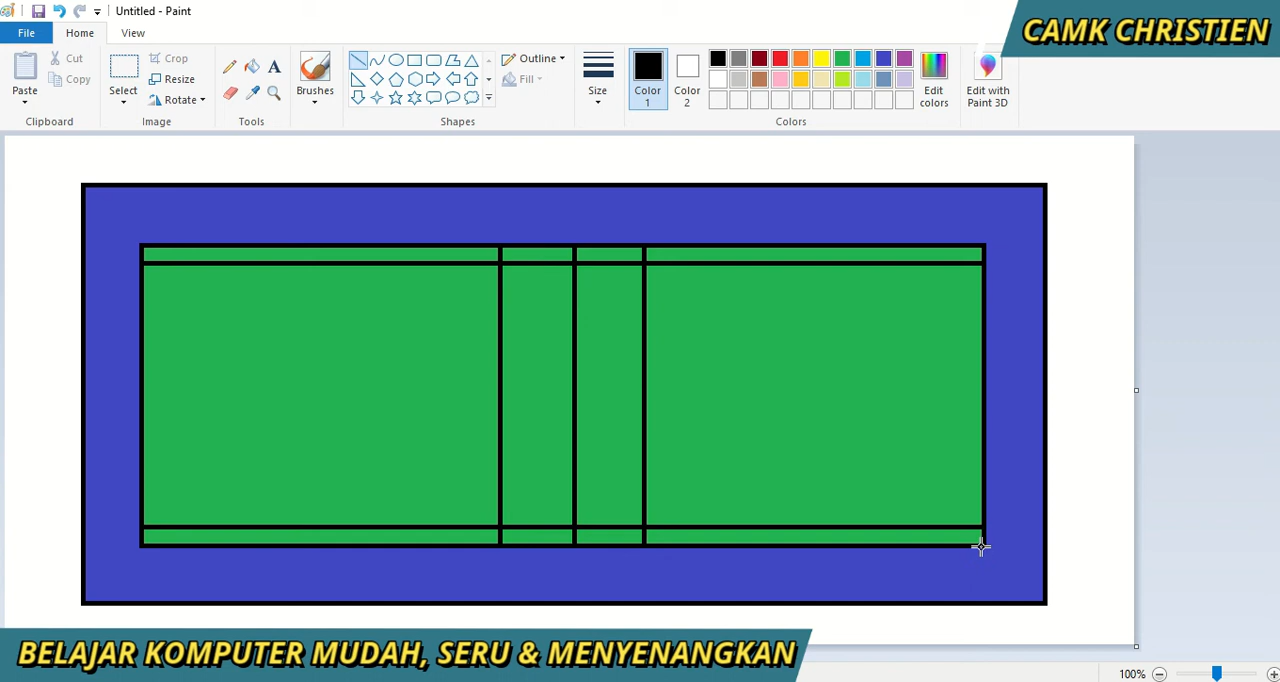 Untitled - Paint
CAMK CHRISTIEN
File
Home
View
Paste
Cut
Copy
Clipboard
Select
Crop
Resize
Rotate
Image
A
Tools
Brushes
Outline
Fill
Shapes
Size
Color 1
Color 2
Edit colors
Colors
Edit with Paint 3D
BELAJAR KOMPUTER MUDAH, SERU & MENYENANGKAN
100%